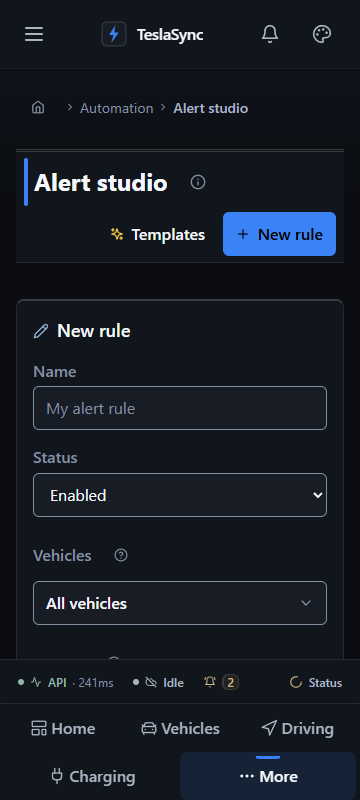 TeslaSync
Automation
Alert studio
Alert studio
Templates
New rule
New rule
Name
My alert rule
Status
Enabled
Vehicles
All vehicles
API · 241ms
Idle
2
Status
Home
Vehicles
Driving
Charging
More